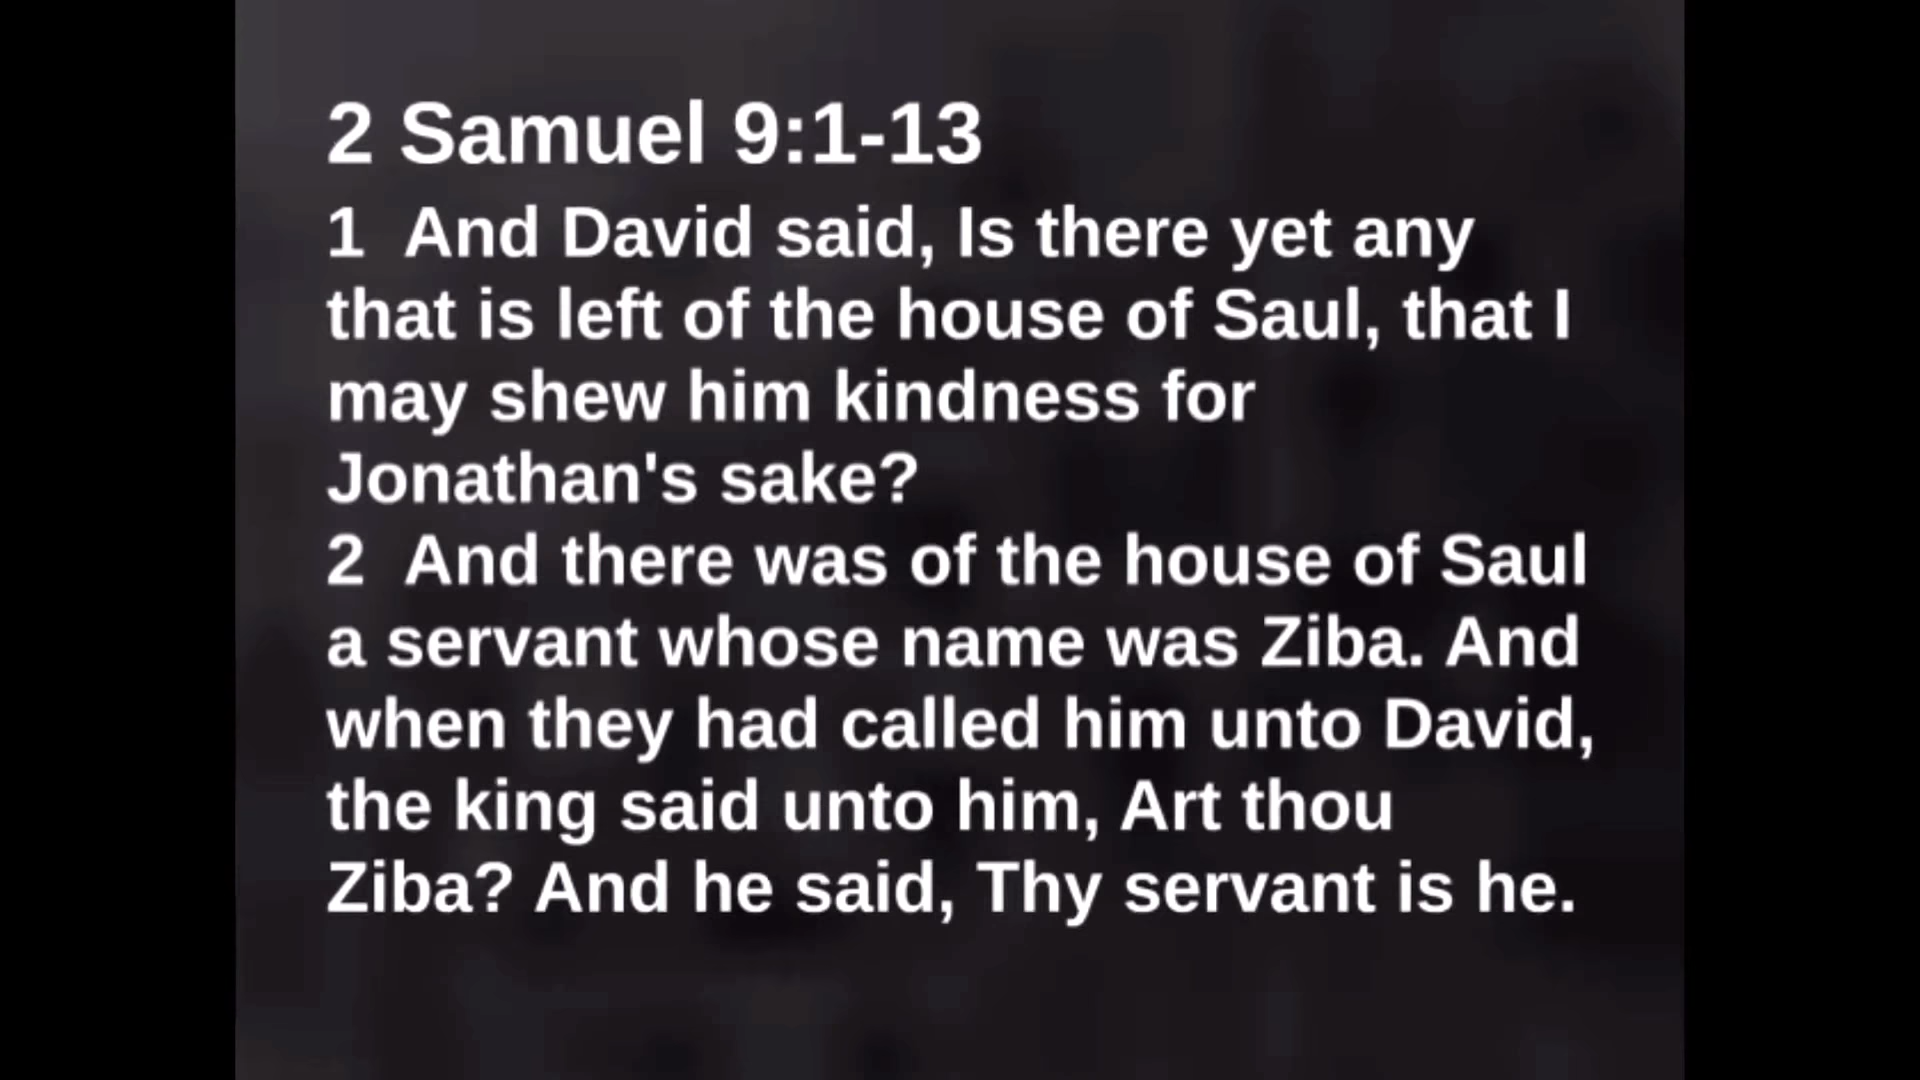 2 Samuel 9:1-13
1 And David said, Is there yet any
that is left of the house of Saul, that I
may shew him kindness for
Jonathan's sake?
2 And there was of the house of Saul
a servant whose name was Ziba. And
when they had called him unto David,
the king said unto him, Art thou
Ziba? And he said, Thy servant is he.